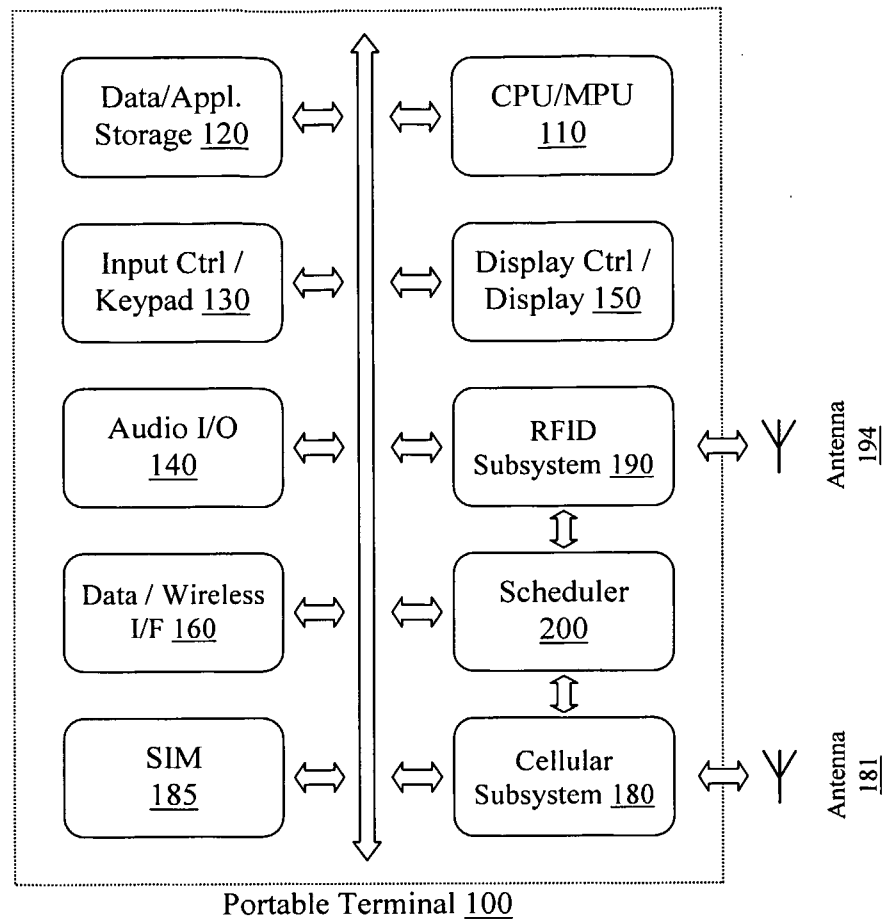 Data/Appl.
Storage 120
CPU/MPU
110
Input Ctrl /
Keypad 130
Display Ctrl /
Display 150
Audio I/O
140
RFID
Subsystem 190
Antenna
194
Data / Wireless
I/F 160
Scheduler
200
SIM
185
Cellular
Subsystem 180
Antenna
181
Portable Terminal 100